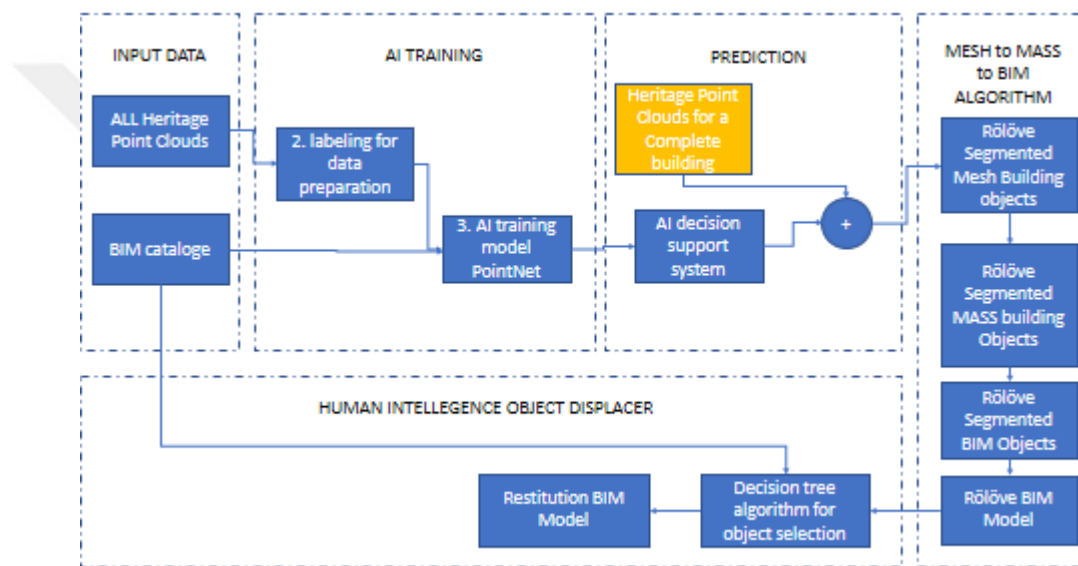 INPUT DATA
ALL Heritage
Point Clouds
BIM cataloge
AI TRAINING
2. labeling for
data
preparation
3. AI training
model
PointNet
PREDICTION
Heritage Point
Clouds for a
Complete
building
AI decision
support
system
+
MESH to MASS
to BIM
ALGORITHM
Rölöve
Segmented
Mesh Building
objects
Rölöve
Segmented
MASS building
Objects
Rölöve
Segmented
BIM Objects
Rölöve BIM
Model
HUMAN INTELLEGENCE OBJECT DISPLACER
Decision tree
algorithm for
object selection
Restitution BIM
Model